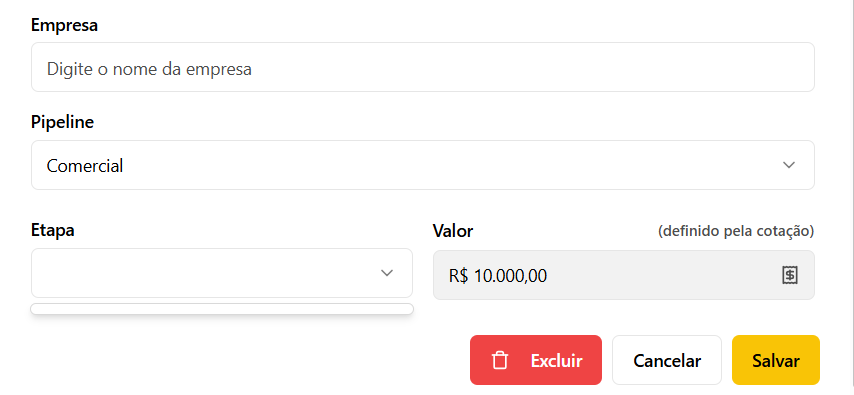 Empresa
Digite o nome da empresa
Pipeline
Comercial
Etapa
Valor (definido pela cotação)
R$ 10.000,00
Excluir Cancelar Salvar